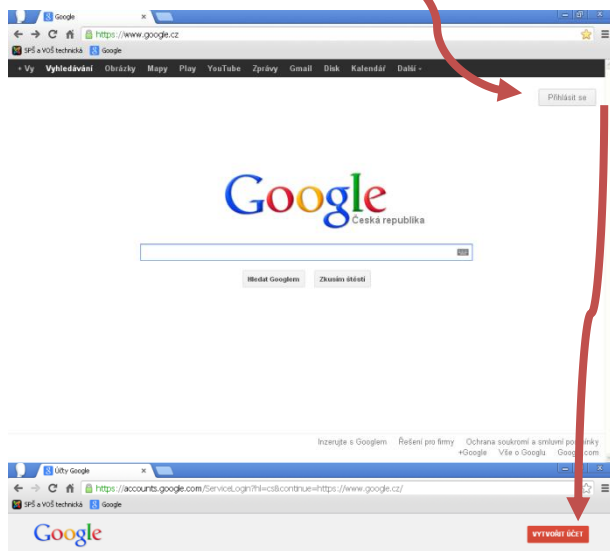 Google
https://www.google.cz
SPŠ a VOŠ technická Google
+ Vy Vyhledávání Obrázky Mapy Play YouTube Zprávy Gmail Disk Kalendář Další
Přihlásit se
Google
Česká republika
Hledat Googlem Zkusím štěstí
Inzerujte s Googlem Řešení pro firmy Ochrana soukromí a smluvní podmínky
+Google Vše o Googlu Google.com
Účty Google
https://accounts.google.com/ServiceLogin?hl=cs&continue=https://www.google.cz/
SPŠ a VOŠ technická Google
Google
VYTVOŘIT ÚČET